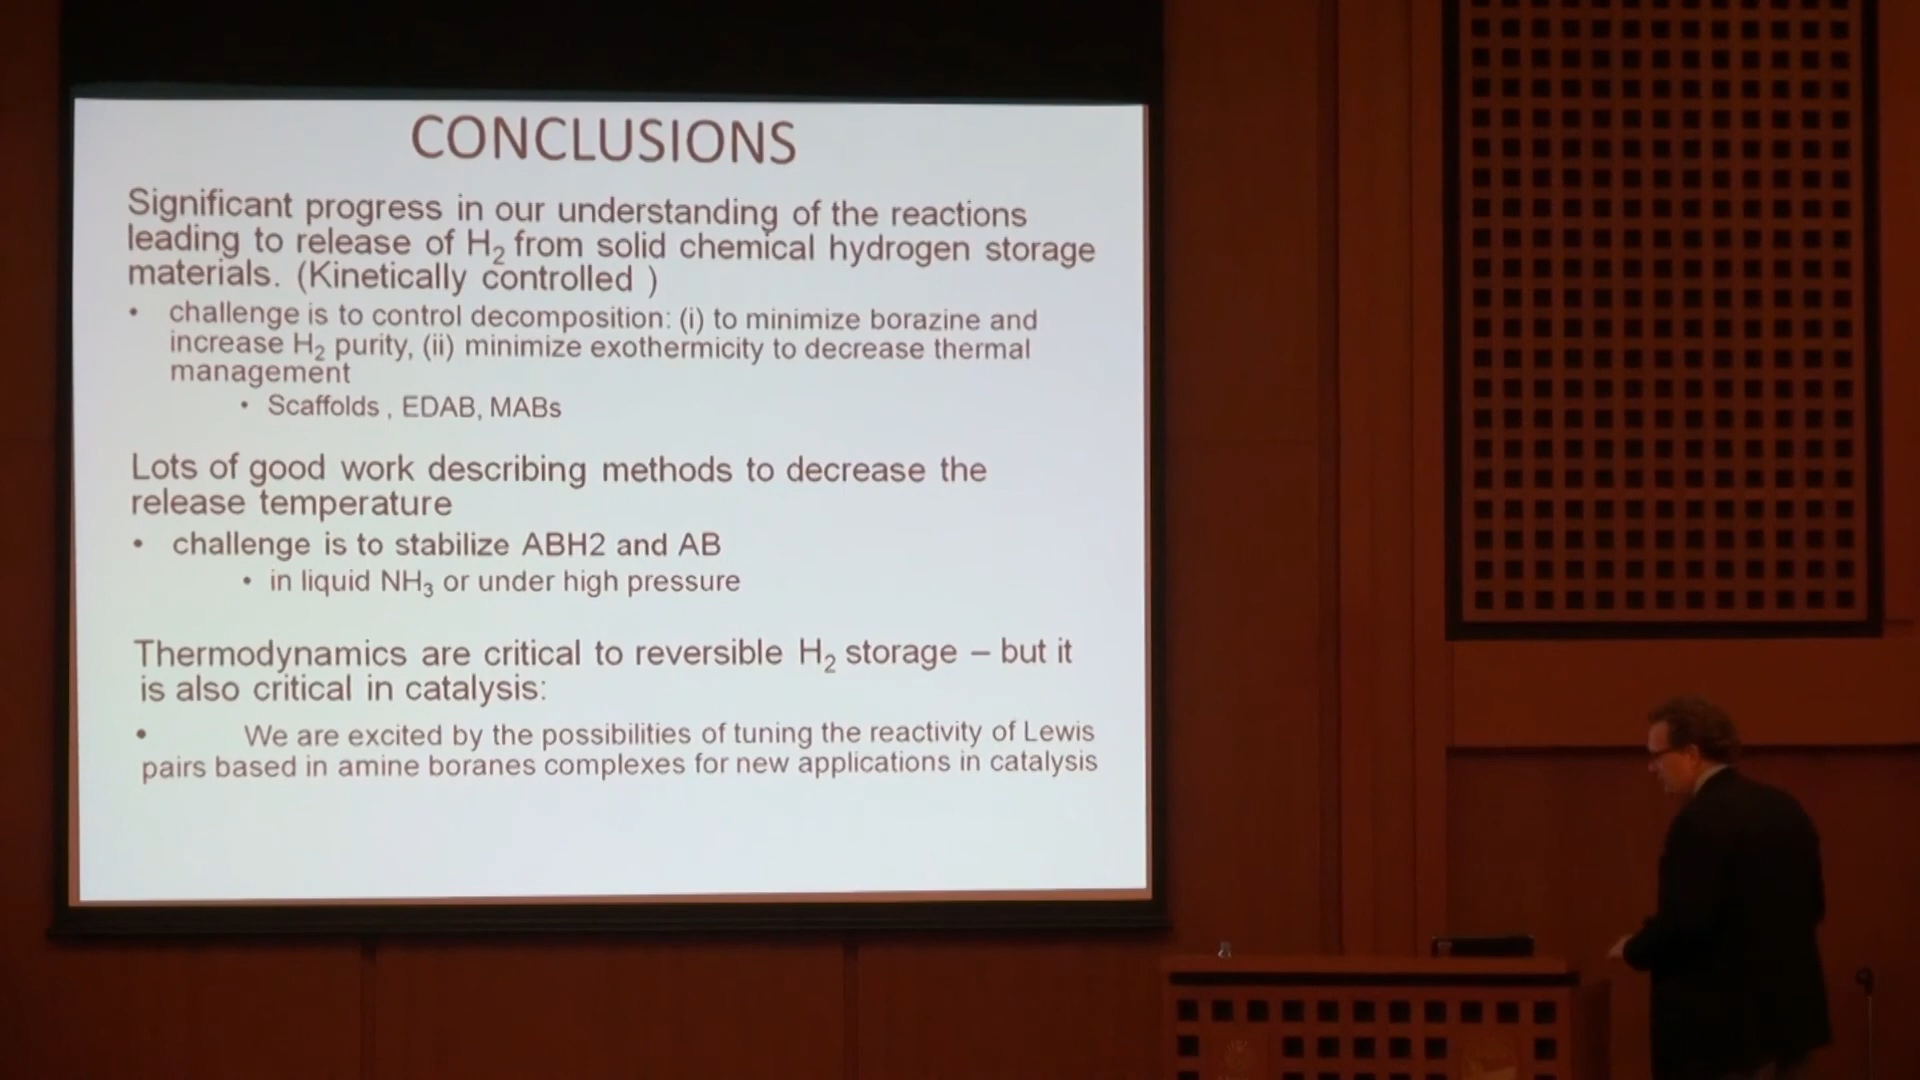 CONCLUSIONS
Significant progress in our understanding of the reactions
leading to release of H₂ from solid chemical hydrogen storage
materials. (Kinetically controlled )
• challenge is to control decomposition: (i) to minimize borazine and
increase H₂ purity, (ii) minimize exothermicity to decrease thermal
management
• Scaffolds , EDAB, MABs
Lots of good work describing methods to decrease the
release temperature
• challenge is to stabilize ABH2 and AB
• in liquid NH₃ or under high pressure
Thermodynamics are critical to reversible H₂ storage – but it
is also critical in catalysis:
• We are excited by the possibilities of tuning the reactivity of Lewis
pairs based in amine boranes complexes for new applications in catalysis